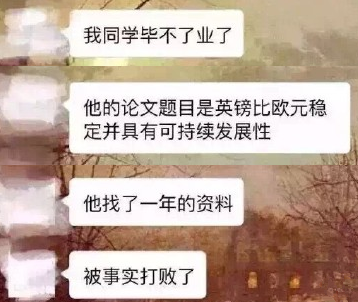 我同学毕不了业了
他的论文题目是英镑比欧元稳
定并具有可持续发展性
他找了一年的资料
被事实打败了